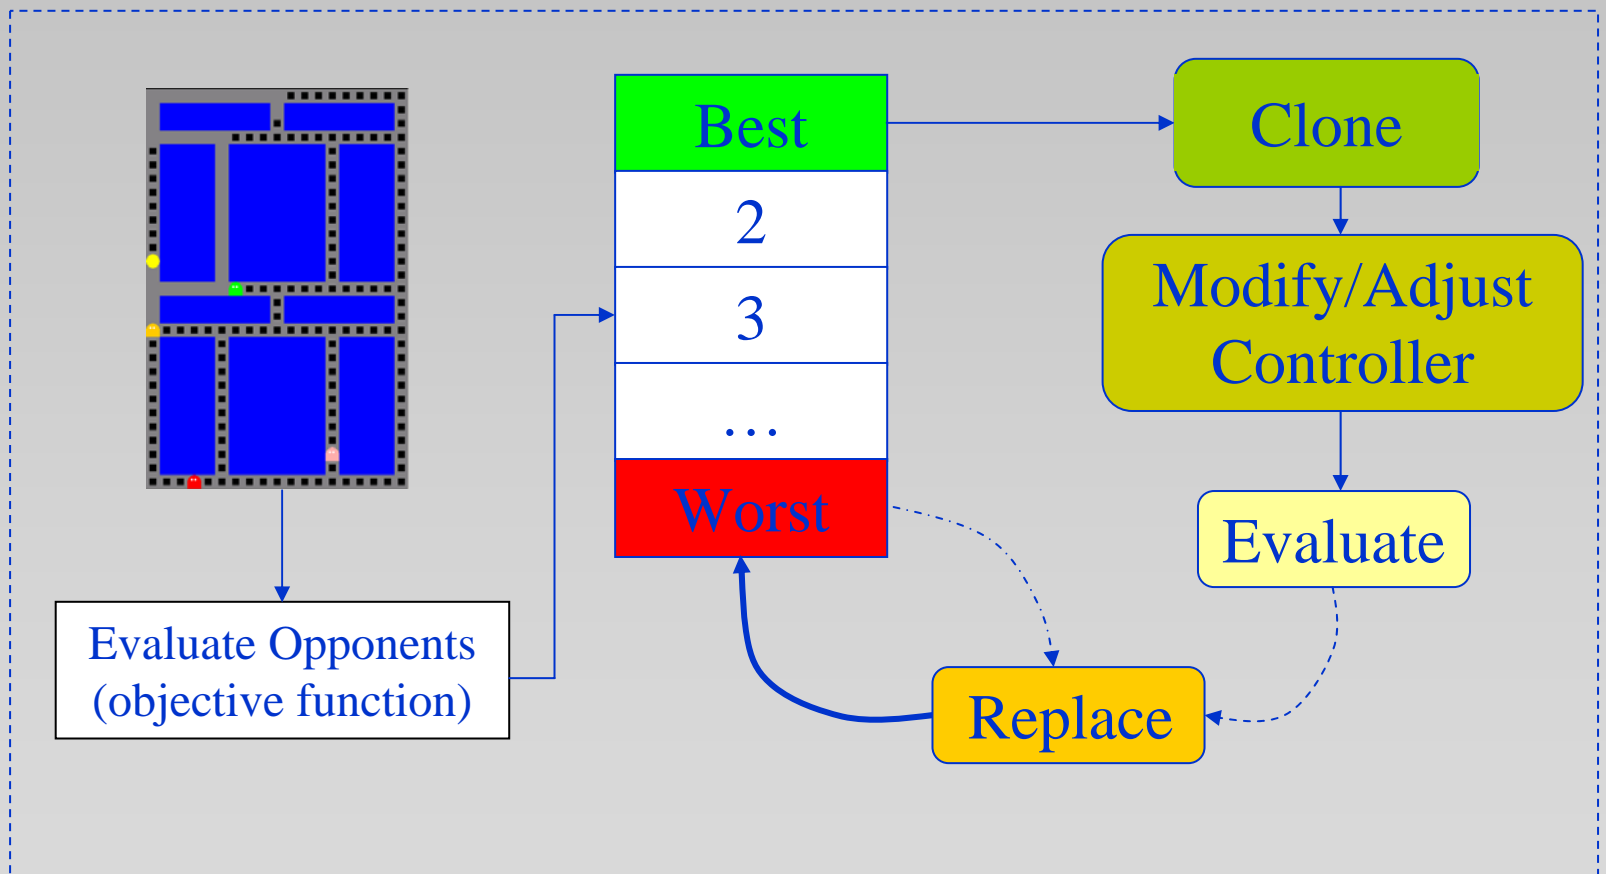 Best
2
3
…
Worst
Clone
Modify/Adjust
Controller
Evaluate
Replace
Evaluate Opponents
(objective function)